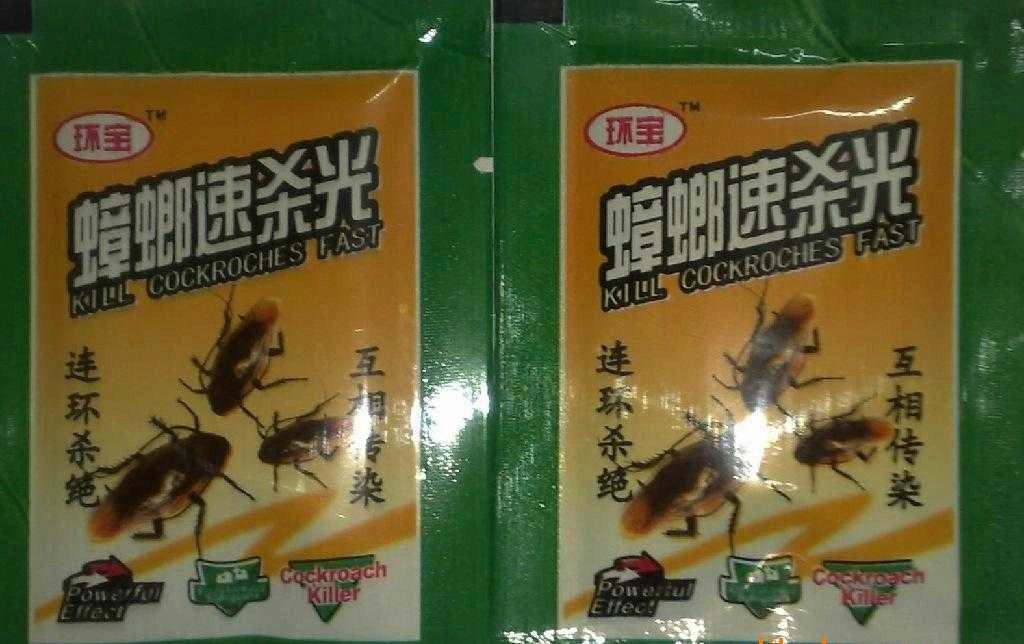 环宝
TM
蟑螂速杀光
KILL COCKROCHES FAST
连环杀绝
互相传染
Powerful
Effect
Cockroach
Killer
环宝
TM
蟑螂速杀光
KILL COCKROCHES FAST
连环杀绝
互相传染
Powerful
Effect
Cockroach
Killer